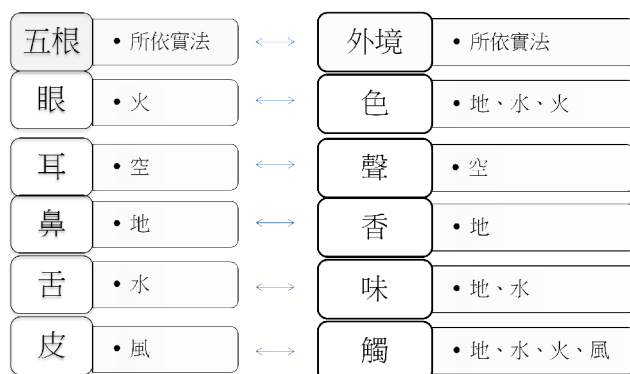 五根 • 所依實法 外境 • 所依實法
眼 • 火 色 • 地、水、火
耳 • 空 聲 • 空
鼻 • 地 香 • 地
舌 • 水 味 • 地、水
皮 • 風 觸 • 地、水、火、風